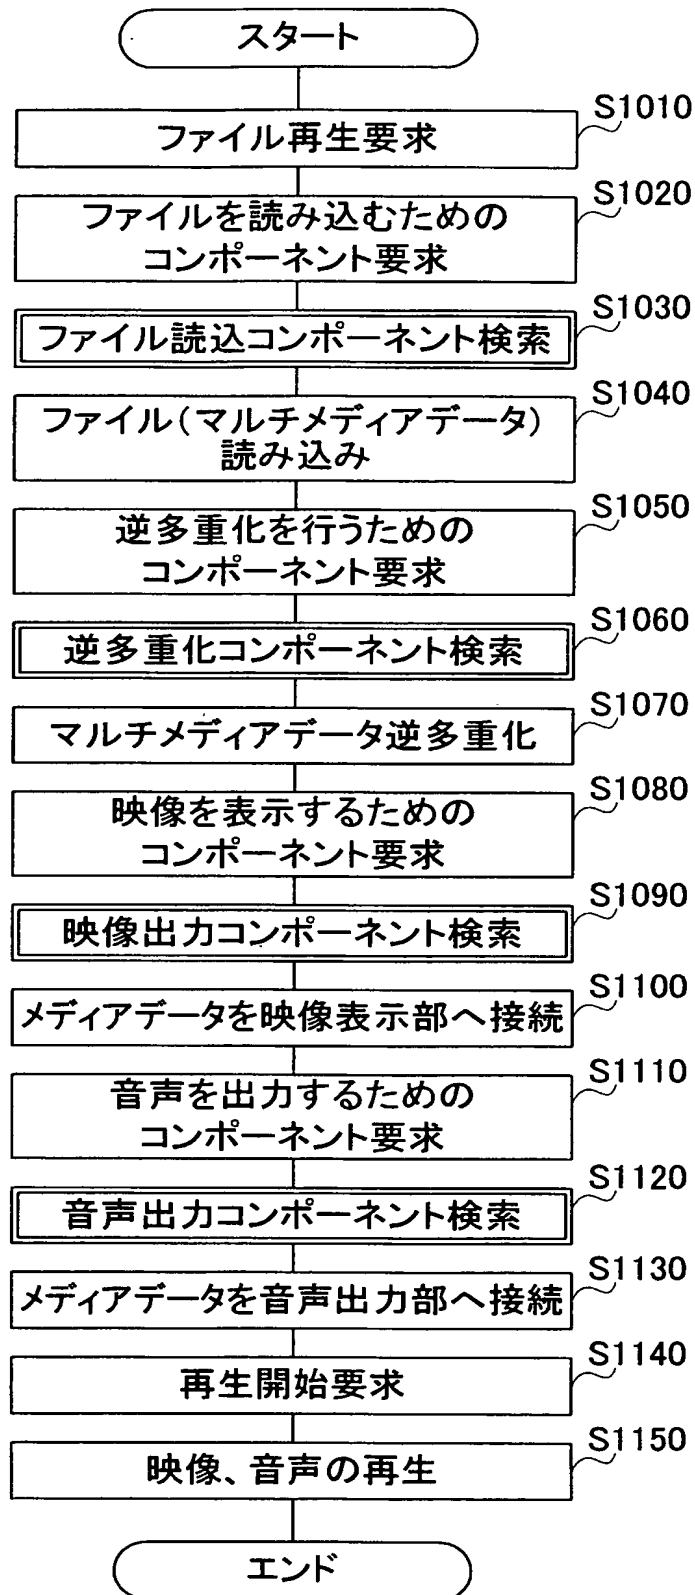 スタート
S1010
ファイル再生要求
S1020
ファイルを読み込むための
コンポーネント要求
S1030
ファイル読込コンポーネント検索
S1040
ファイル(マルチメディアデータ)
読み込み
S1050
逆多重化を行うための
コンポーネント要求
S1060
逆多重化コンポーネント検索
S1070
マルチメディアデータ逆多重化
S1080
映像を表示するための
コンポーネント要求
S1090
映像出力コンポーネント検索
S1100
メディアデータを映像表示部へ接続
S1110
音声を出力するための
コンポーネント要求
S1120
音声出力コンポーネント検索
S1130
メディアデータを音声出力部へ接続
S1140
再生開始要求
S1150
映像、音声の再生
エンド